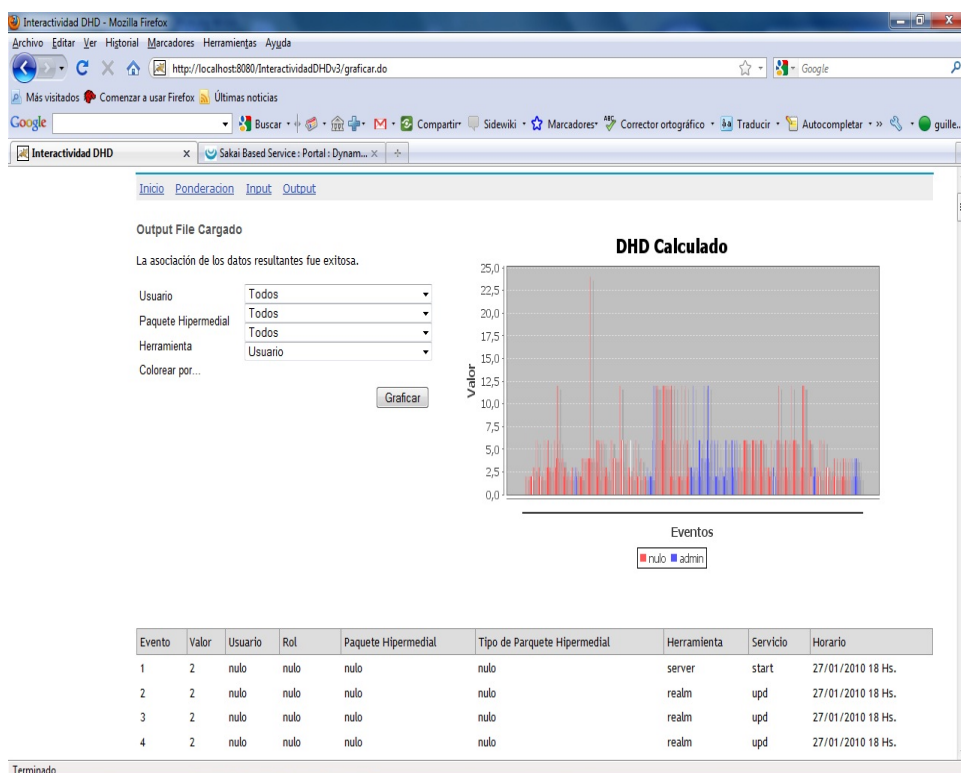 Interactividad DHD - Mozilla Firefox
Archivo Editar Ver Historial Marcadores Herramientas Ayuda
http://localhost:8080/InteractividadDHDv3/graficar.do
Google
Más visitados Comenzar a usar Firefox Últimas noticias
Google Buscar Compartir Sidewiki Marcadores Corrector ortográfico Traducir Autocompletar » guille...
Interactividad DHD x Sakai Based Service : Portal : Dynam... x
Inicio Ponderacion Input Output
Output File Cargado
La asociación de los datos resultantes fue exitosa.
Usuario Todos
Paquete Hipermedial Todos
Herramienta Todos
Colorear por... Usuario
Graficar
DHD Calculado
Valor
25,0
22,5
20,0
17,5
15,0
12,5
10,0
7,5
5,0
2,5
0,0
Eventos
nulo admin
Evento Valor Usuario Rol Paquete Hipermedial Tipo de Parquete Hipermedial Herramienta Servicio Horario
1 2 nulo nulo nulo nulo server start 27/01/2010 18 Hs.
2 2 nulo nulo nulo nulo realm upd 27/01/2010 18 Hs.
3 2 nulo nulo nulo nulo realm upd 27/01/2010 18 Hs.
4 2 nulo nulo nulo nulo realm upd 27/01/2010 18 Hs.
Terminado